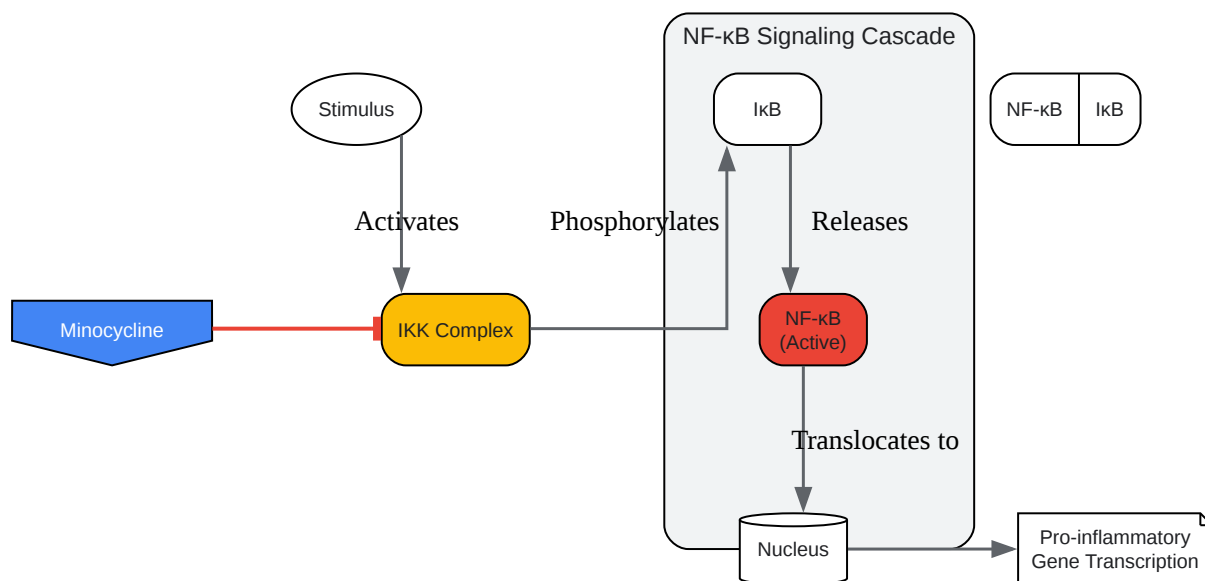 NF-κB Signaling Cascade
Stimulus
IκB
NF-κB
IκB
Activates
Phosphorylates
Releases
Minocycline
IKK Complex
NF-κB
(Active)
Translocates to
Nucleus
Pro-inflammatory
Gene Transcription